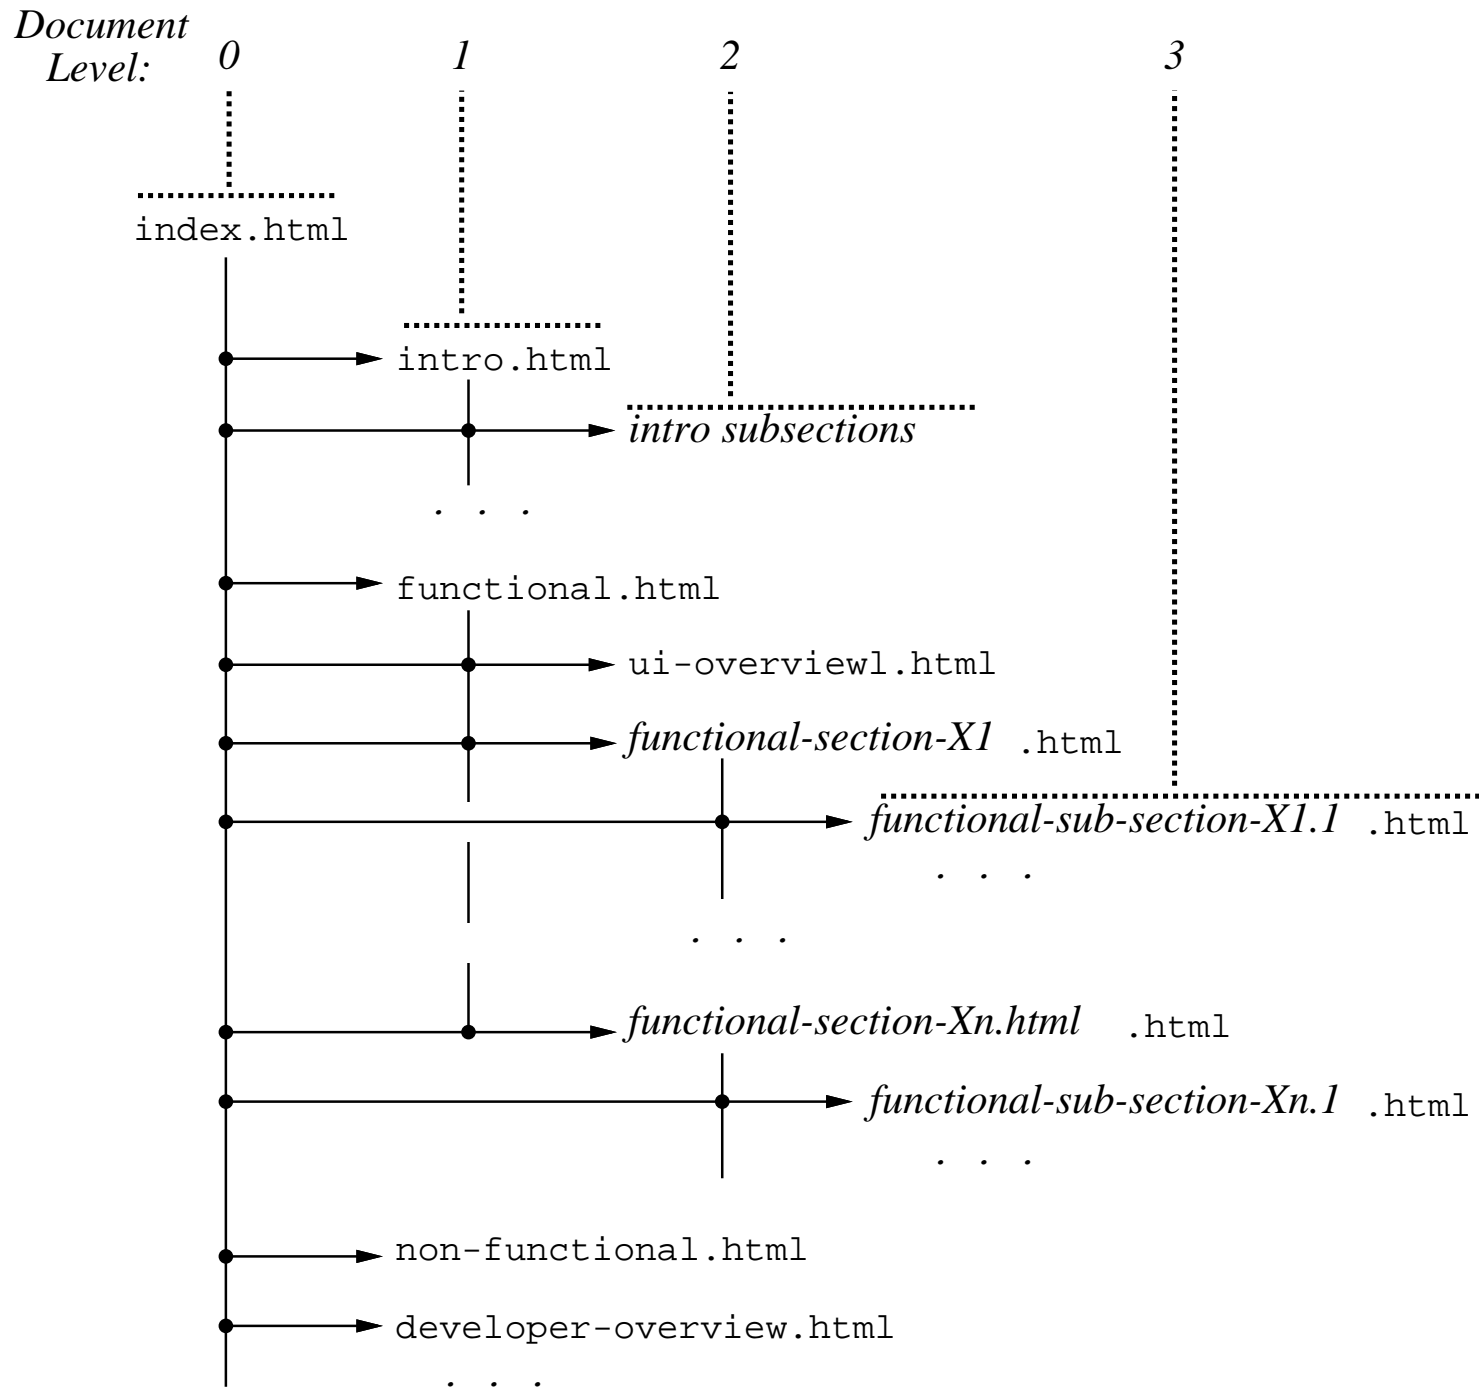 Document
Level: 0 1 2 3
index.html
intro.html
intro subsections
. . .
functional.html
ui-overviewl.html
functional-section-X1 .html
functional-sub-section-X1.1 .html
. . .
. . .
functional-section-Xn.html .html
functional-sub-section-Xn.1 .html
. . .
non-functional.html
developer-overview.html
. . .